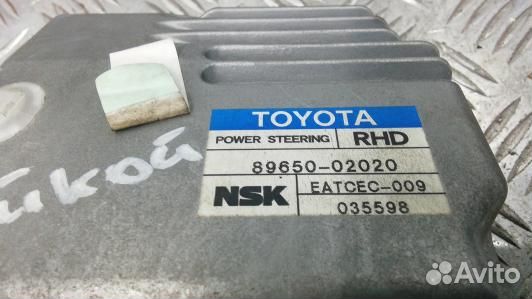 TOYOTA
POWER STEERING RHD
89650-02020
NSK EATCEC-009
035598
Avito